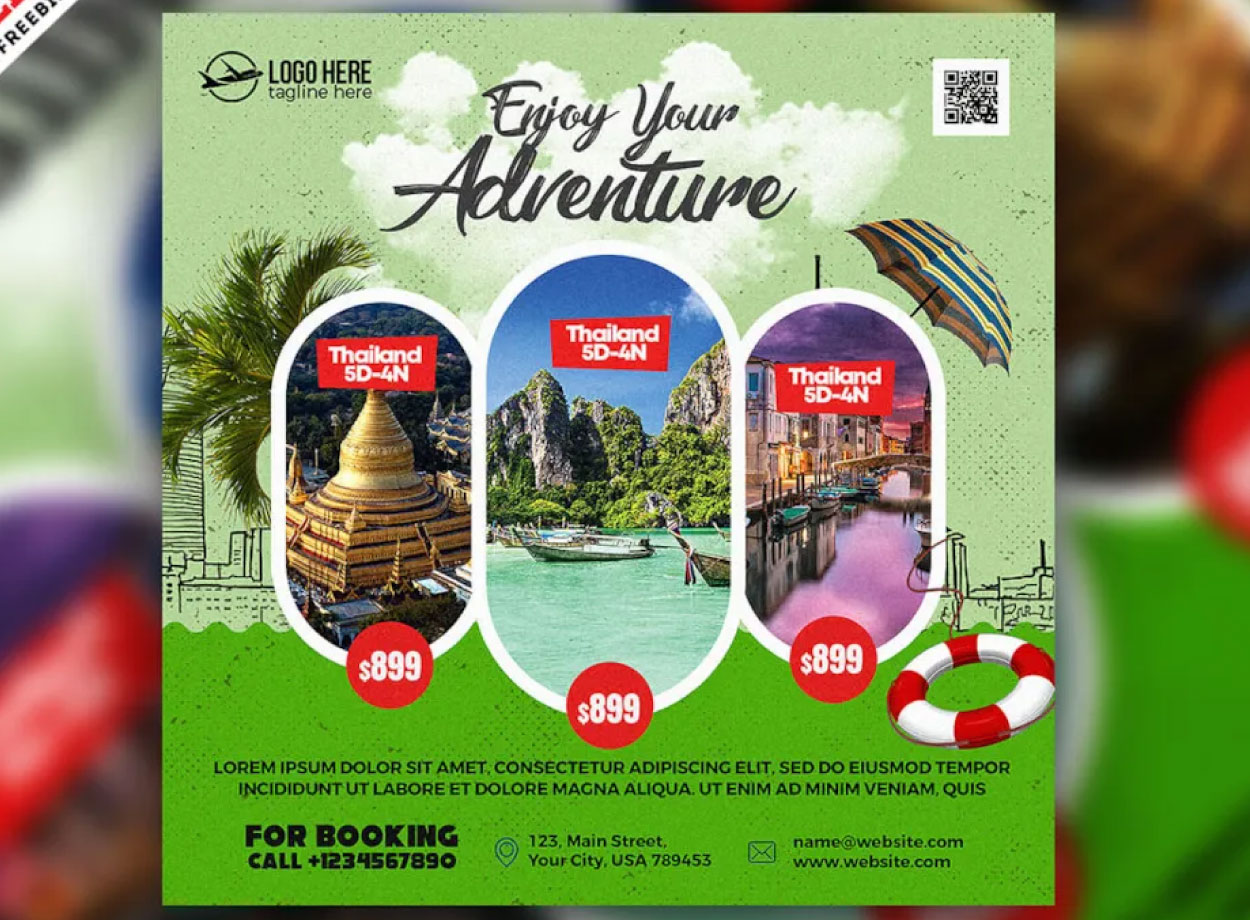 FREEBIE
LOGO HERE
tagline here
Enjoy Your
Adventure
Thailand
5D-4N
Thailand
5D-4N
Thailand
5D-4N
$899
$899
$899
LOREM IPSUM DOLOR SIT AMET, CONSECTETUR ADIPISCING ELIT, SED DO EIUSMOD TEMPOR
INCIDIDUNT UT LABORE ET DOLORE MAGNA ALIQUA. UT ENIM AD MINIM VENIAM, QUIS
FOR BOOKING
CALL +1234567890
123, Main Street,
Your City, USA 789453
name@website.com
www.website.com